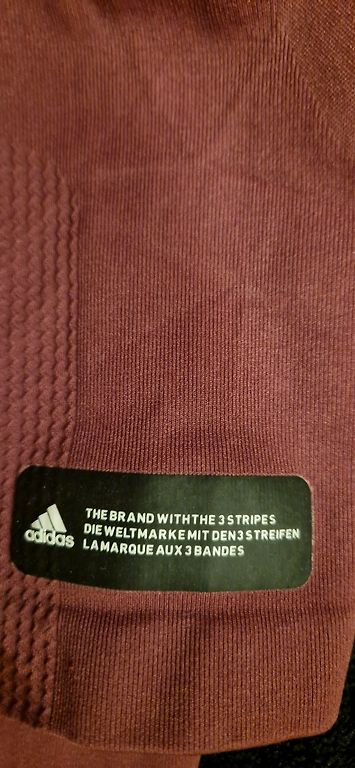 adidas
THE BRAND WITH THE 3 STRIPES
DIE WELTMARKE MIT DEN 3 STREIFEN
LA MARQUE AUX 3 BANDES